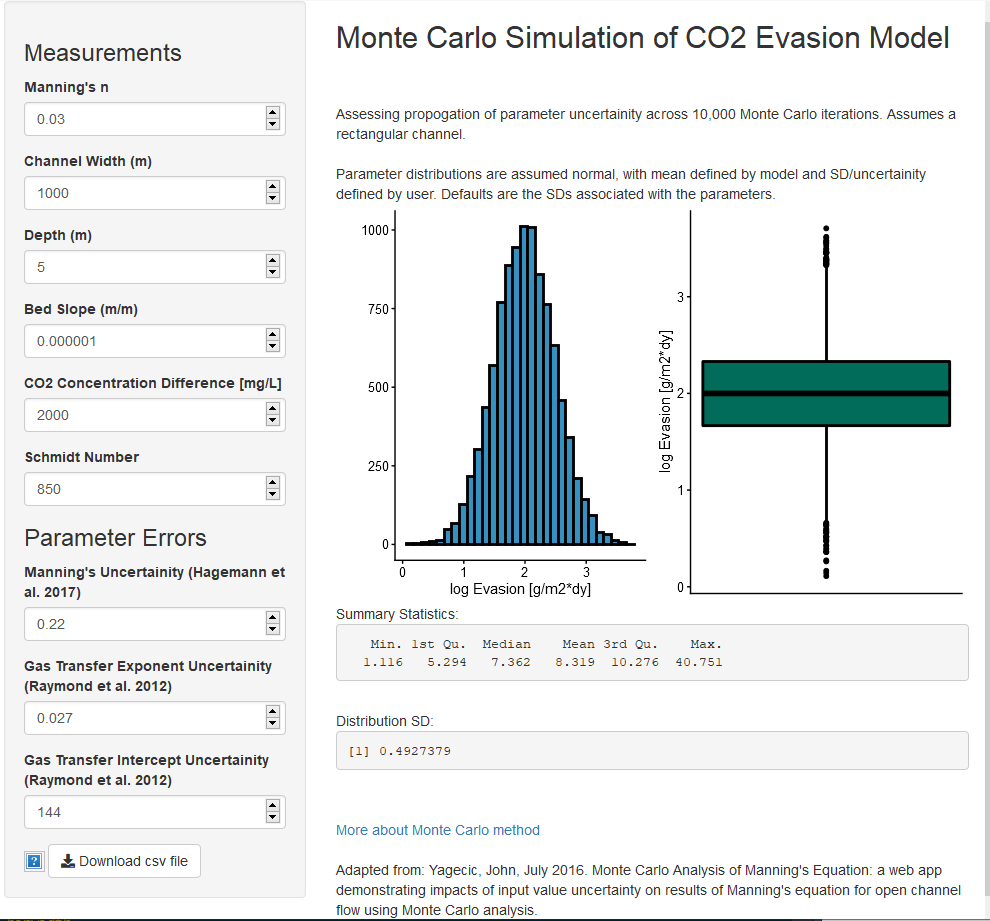 Measurements
Manning's n
0.03
Channel Width (m)
1000
Depth (m)
5
Bed Slope (m/m)
0.000001
CO2 Concentration Difference [mg/L]
2000
Schmidt Number
850
Parameter Errors
Manning's Uncertainity (Hagemann et
al. 2017)
0.22
Gas Transfer Exponent Uncertainity
(Raymond et al. 2012)
0.027
Gas Transfer Intercept Uncertainity
(Raymond et al. 2012)
144
?
Download csv file
Monte Carlo Simulation of CO2 Evasion Model
Assessing propogation of parameter uncertainity across 10,000 Monte Carlo iterations. Assumes a
rectangular channel.
Parameter distributions are assumed normal, with mean defined by model and SD/uncertainity
defined by user. Defaults are the SDs associated with the parameters.
1000
750
500
250
0
0 1 2 3
log Evasion [g/m2*dy]
log Evasion [g/m2*dy]
3
2
1
0
Summary Statistics:
Min. 1st Qu. Median Mean 3rd Qu. Max.
1.116 5.294 7.362 8.319 10.276 40.751
Distribution SD:
[1] 0.4927379
More about Monte Carlo method
Adapted from: Yagecic, John, July 2016. Monte Carlo Analysis of Manning's Equation: a web app
demonstrating impacts of input value uncertainty on results of Manning's equation for open channel
flow using Monte Carlo analysis.